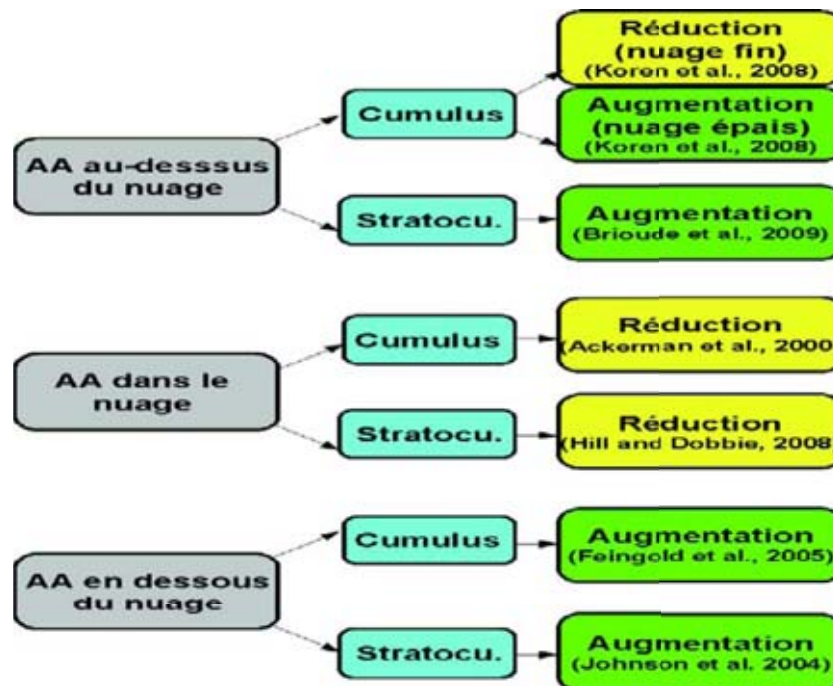 AA au-desssus
du nuage
Cumulus
Réduction
(nuage fin)
(Koren et al., 2008)
Augmentation
(nuage épais)
(Koren et al., 2008)
Stratocu.
Augmentation
(Brioude et al., 2009)
AA dans le
nuage
Cumulus
Réduction
(Ackerman et al., 2000
Stratocu.
Réduction
(Hill and Dobbie, 2008
AA en dessous
du nuage
Cumulus
Augmentation
(Feingold et al., 2005)
Stratocu.
Augmentation
(Johnson et al. 2004)